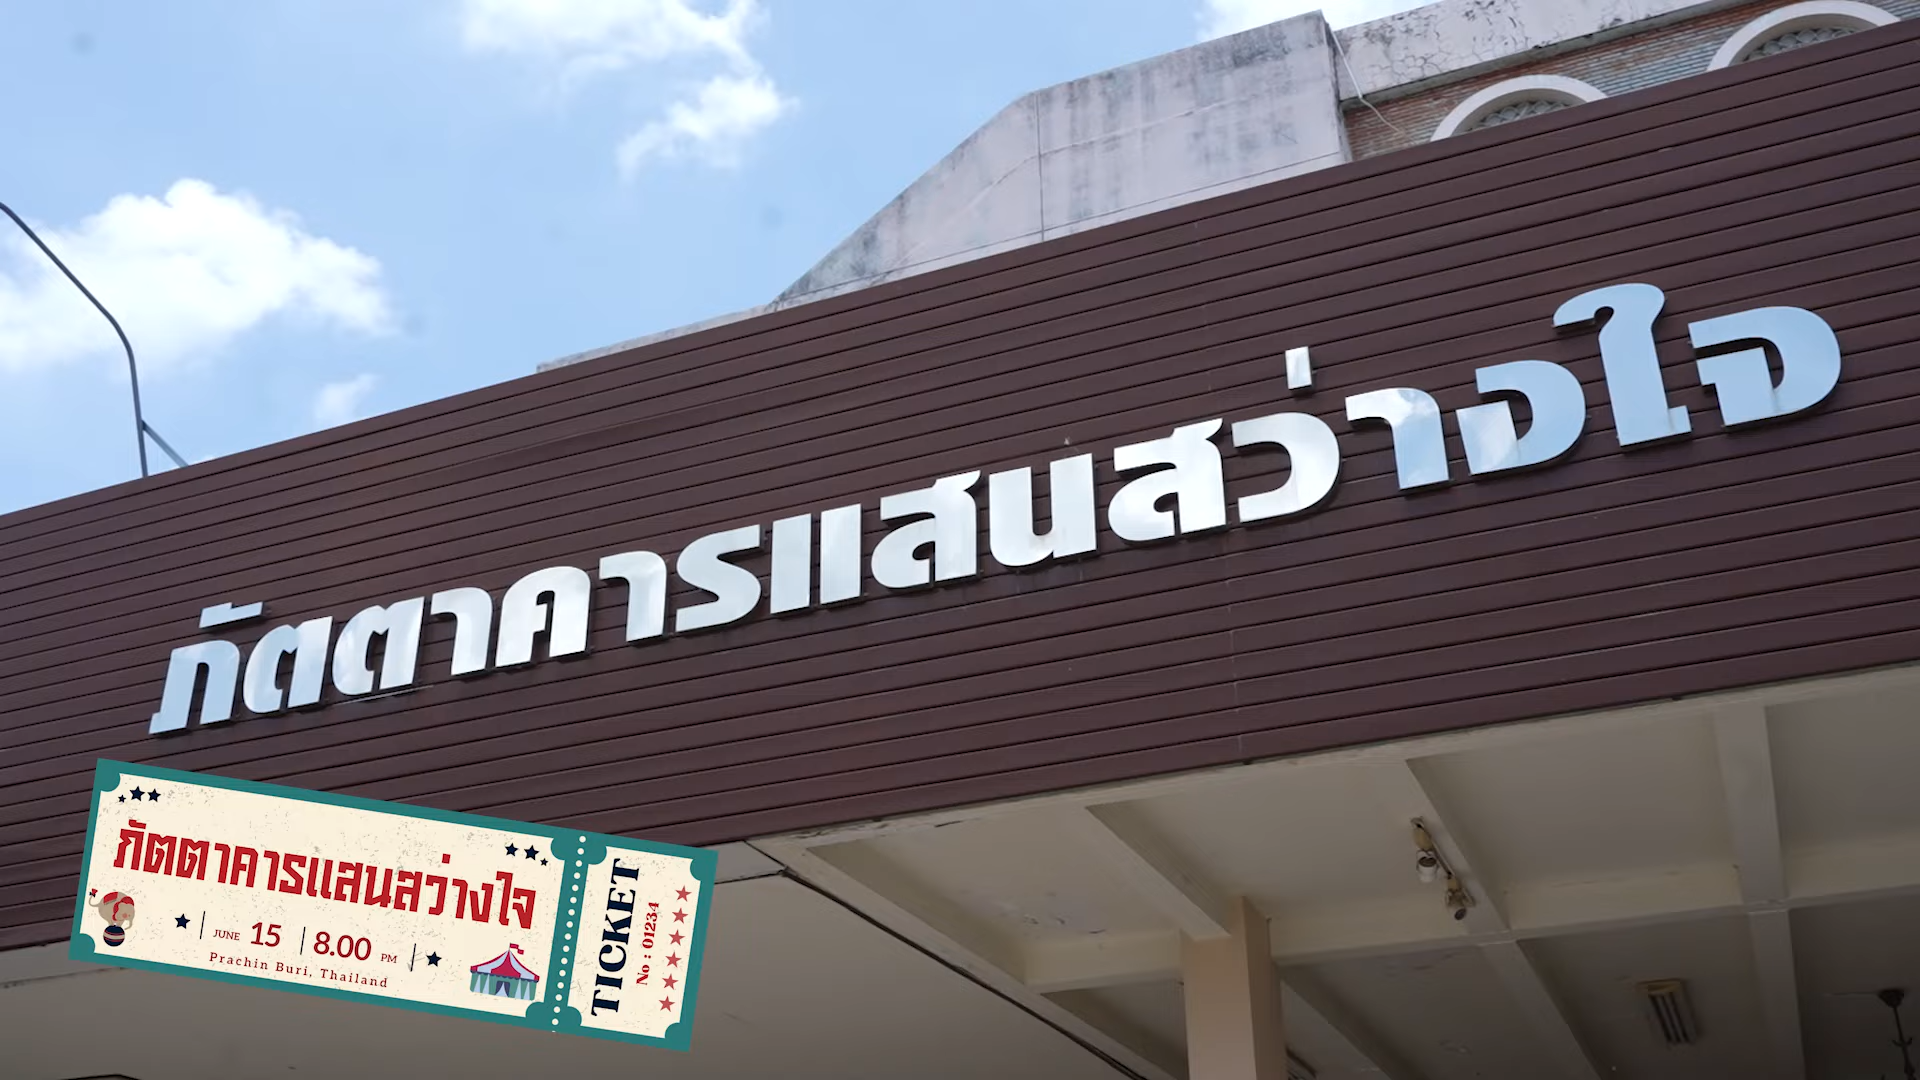 ภัตตาคารแสนสว่างใจ
ภัตตาคารแสนสว่างใจ
JUNE 15 | 8.00 PM
Prachin Buri, Thailand
TICKET
No : 01234